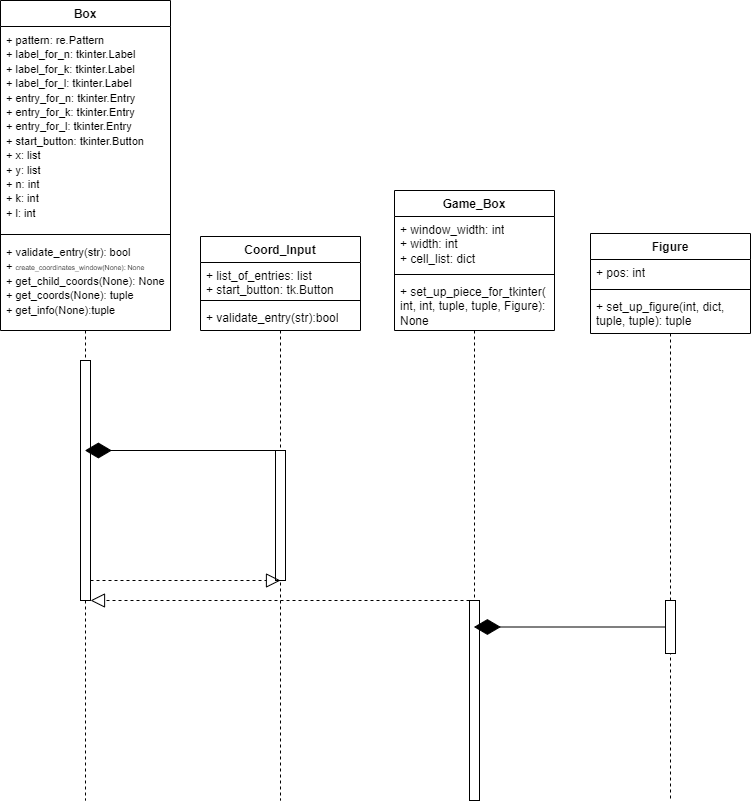 Box
+ pattern: re.Pattern
+ label_for_n: tkinter.Label
+ label_for_k: tkinter.Label
+ label_for_l: tkinter.Label
+ entry_for_n: tkinter.Entry
+ entry_for_k: tkinter.Entry
+ entry_for_l: tkinter.Entry
+ start_button: tkinter.Button
+ x: list
+ y: list
+ n: int
+ k: int
+ l: int
+ validate_entry(str): bool
+ create_coordinates_window(None): None
+ get_child_coords(None): None
+ get_coords(None): tuple
+ get_info(None):tuple
Coord_Input
+ list_of_entries: list
+ start_button: tk.Button
+ validate_entry(str):bool
Game_Box
+ window_width: int
+ width: int
+ cell_list: dict
+ set_up_piece_for_tkinter(
int, int, tuple, tuple, Figure):
None
Figure
+ pos: int
+ set_up_figure(int, dict,
tuple, tuple): tuple